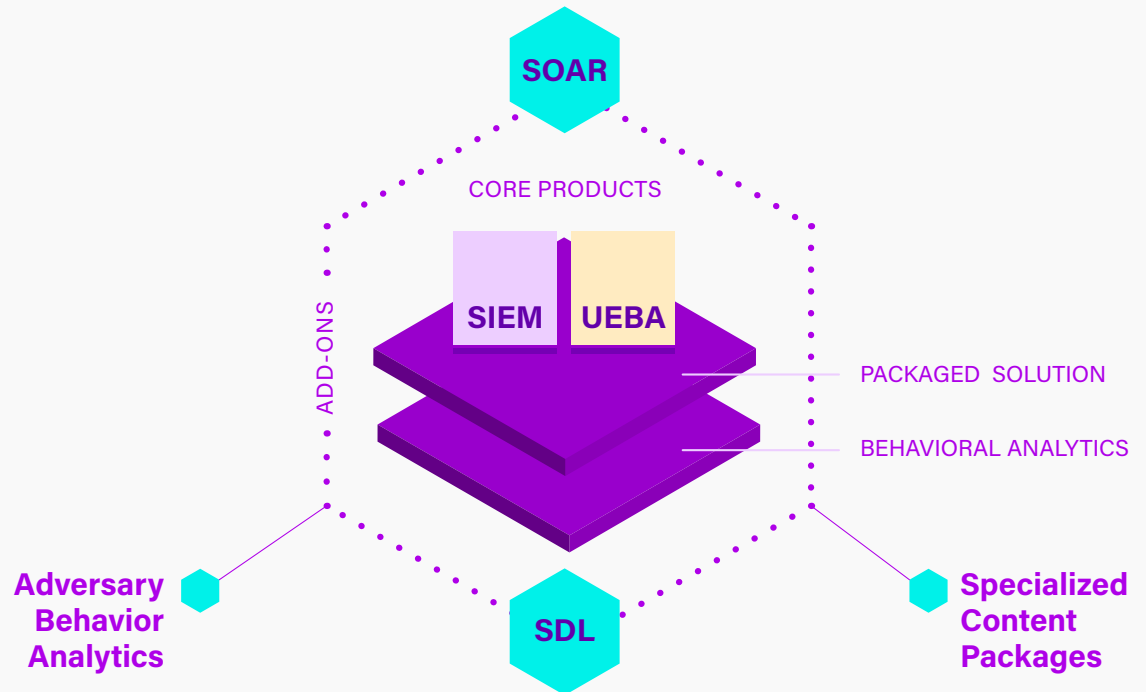 SOAR
CORE PRODUCTS
SIEM
UEBA
ADD-ONS
PACKAGED SOLUTION
BEHAVIORAL ANALYTICS
Adversary
Behavior
Analytics
SDL
Specialized
Content
Packages